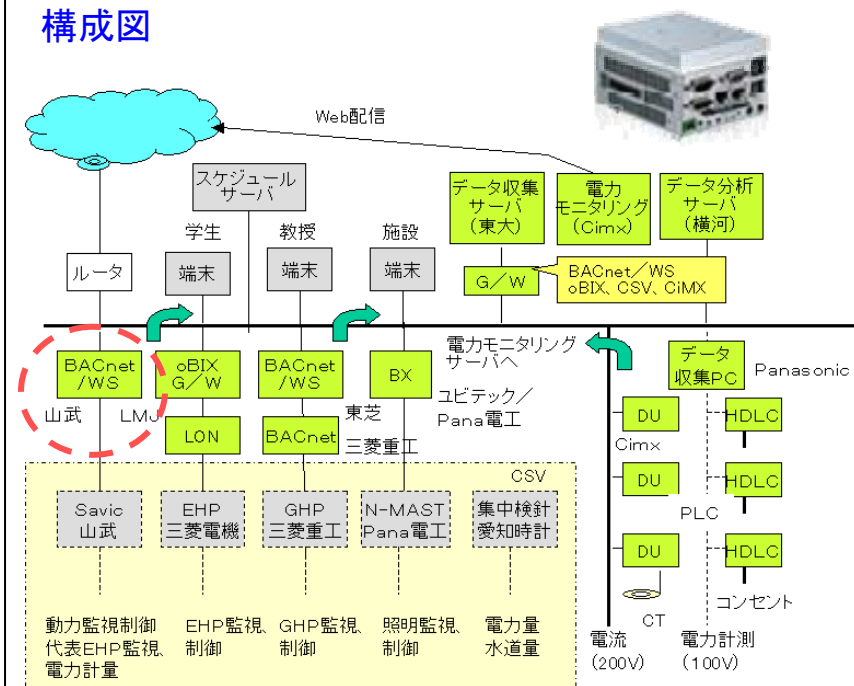 構成図
Web配信
スケジュール
サーバ
データ収集
サーバ
(東大)
電力
モニタリング
(Cimx)
データ分析
サーバ
(横河)
学生
教授
施設
ルータ
端末
端末
端末
G/W
BACnet/WS
oBIX、CSV、CiMX
BACnet
/WS
oBIX
G/W
BACnet
/WS
BX
電力モニタリング
サーバへ
データ
収集PC
Panasonic
山武
LMJ
東芝
ユビテック/
Pana電工
LON
BACnet
三菱重工
DU
HDLC
Cimx
DU
HDLC
PLC
DU
HDLC
CT
コンセント
電流
(200V)
電力計測
(100V)
CSV
Savic
山武
EHP
三菱電機
GHP
三菱重工
N-MAST
Pana電工
集中検針
愛知時計
動力監視制御
代表EHP監視、
電力計量
EHP監視、
制御
GHP監視、
制御
照明監視、
制御
電力量
水道量